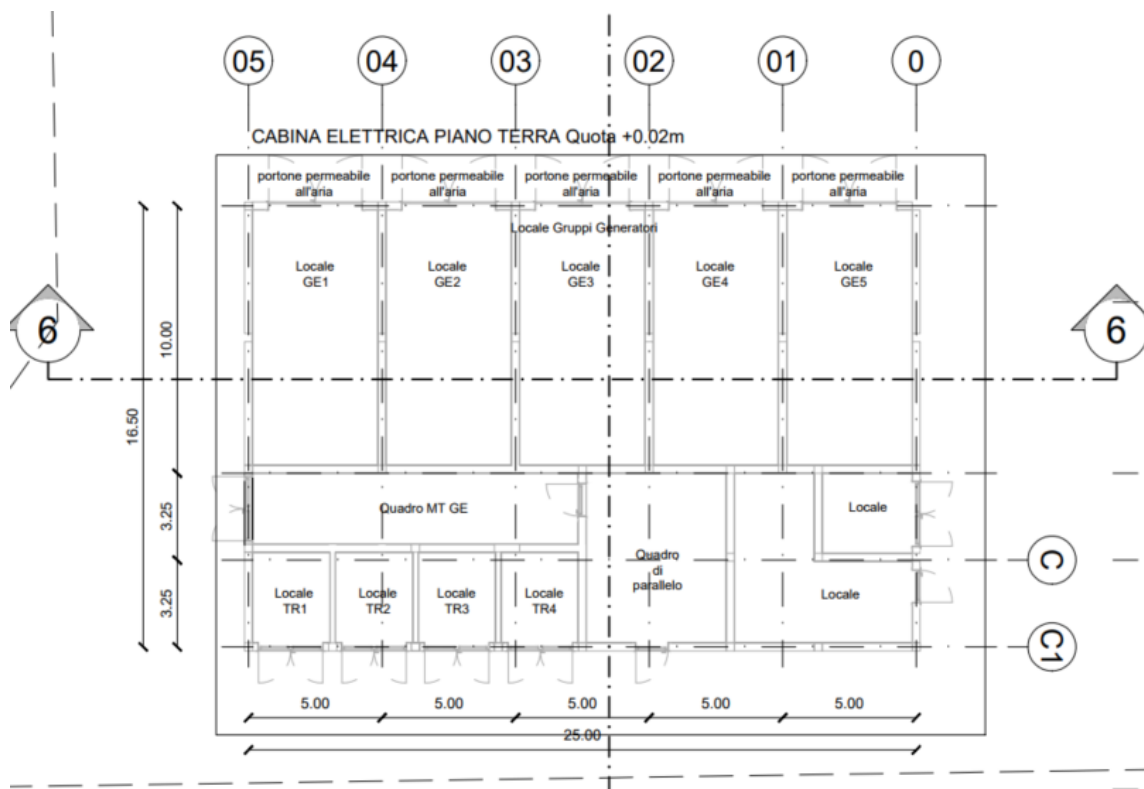 05
04
03
02
01
0
CABINA ELETTRICA PIANO TERRA Quota +0.02m
portone permeabile
all'aria
portone permeabile
all'aria
portone permeabile
all'aria
portone permeabile
all'aria
portone permeabile
all'aria
Locale Gruppi Generatori
Locale
GE1
Locale
GE2
Locale
GE3
Locale
GE4
Locale
GE5
6
6
10.00
16.50
3.25
3.25
Quadro MT GE
Locale
Quadro
di
parallelo
C
Locale
TR1
Locale
TR2
Locale
TR3
Locale
TR4
Locale
C1
5.00
5.00
5.00
5.00
5.00
25.00